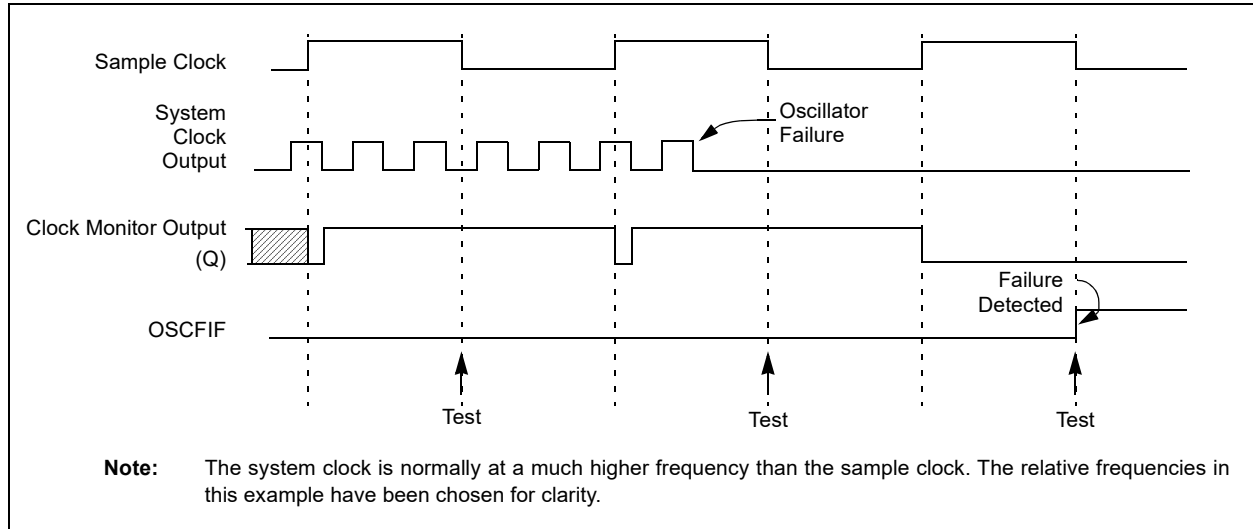 Sample Clock
System
Clock
Output
Oscillator
Failure
Clock Monitor Output
(Q)
Failure
Detected
OSCFIF
Test
Test
Test
Note: The system clock is normally at a much higher frequency than the sample clock. The relative frequencies in
this example have been chosen for clarity.